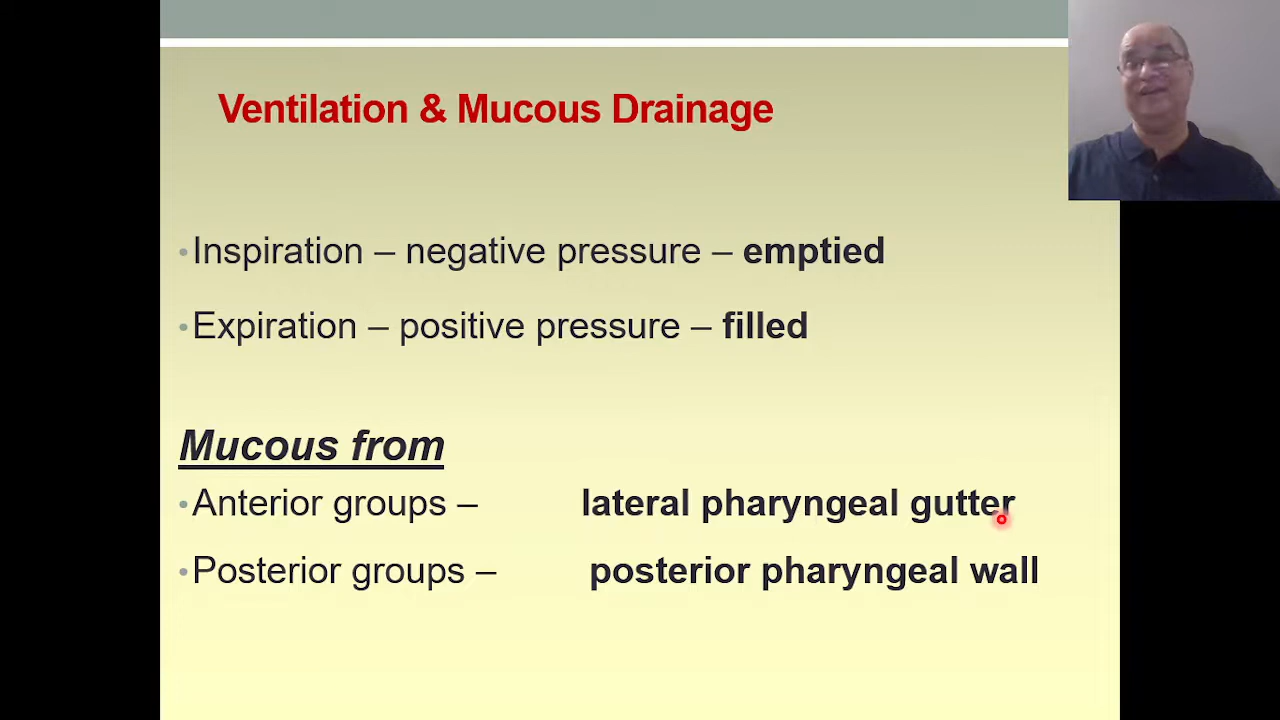 Ventilation & Mucous Drainage
•Inspiration – negative pressure – emptied
•Expiration – positive pressure – filled
Mucous from
•Anterior groups – lateral pharyngeal gutter
•Posterior groups – posterior pharyngeal wall